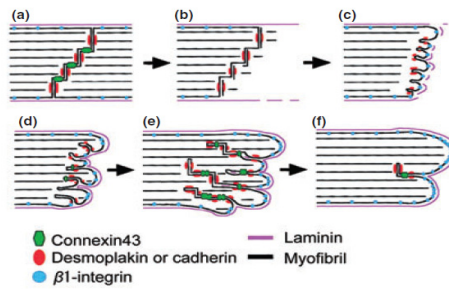 (a) (b) (c)
(d) (e) (f)
Connexin43 Laminin
Desmoplakin or cadherin Myofibril
β1-integrin